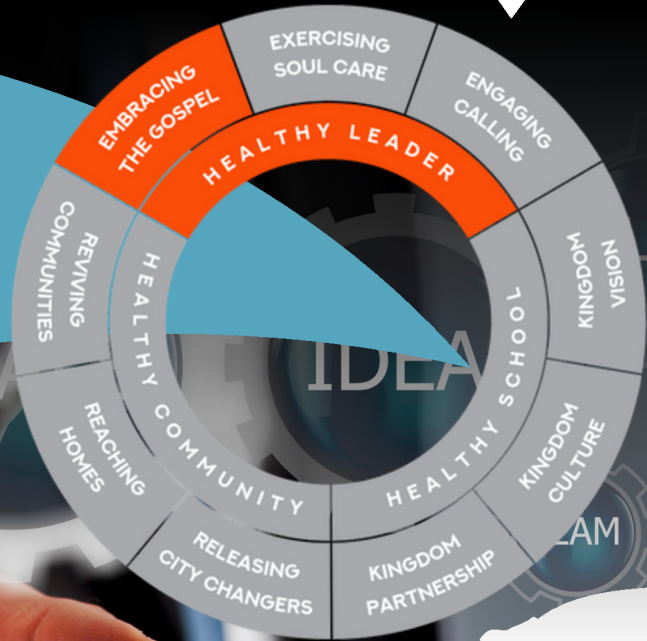 EXERCISING
SOUL CARE
ENGAGING
CALLING
EMBRACING
THE GOSPEL
HEALTHY LEADER
VISION
KINGDOM
REVIVING
COMMUNITIES
HEALTHY COMMUNITY
HEALTHY SCHOOL
IDEA
KINGDOM
CULTURE
REACHING
HOMES
RELEASING
CITY CHANGERS
KINGDOM
PARTNERSHIP